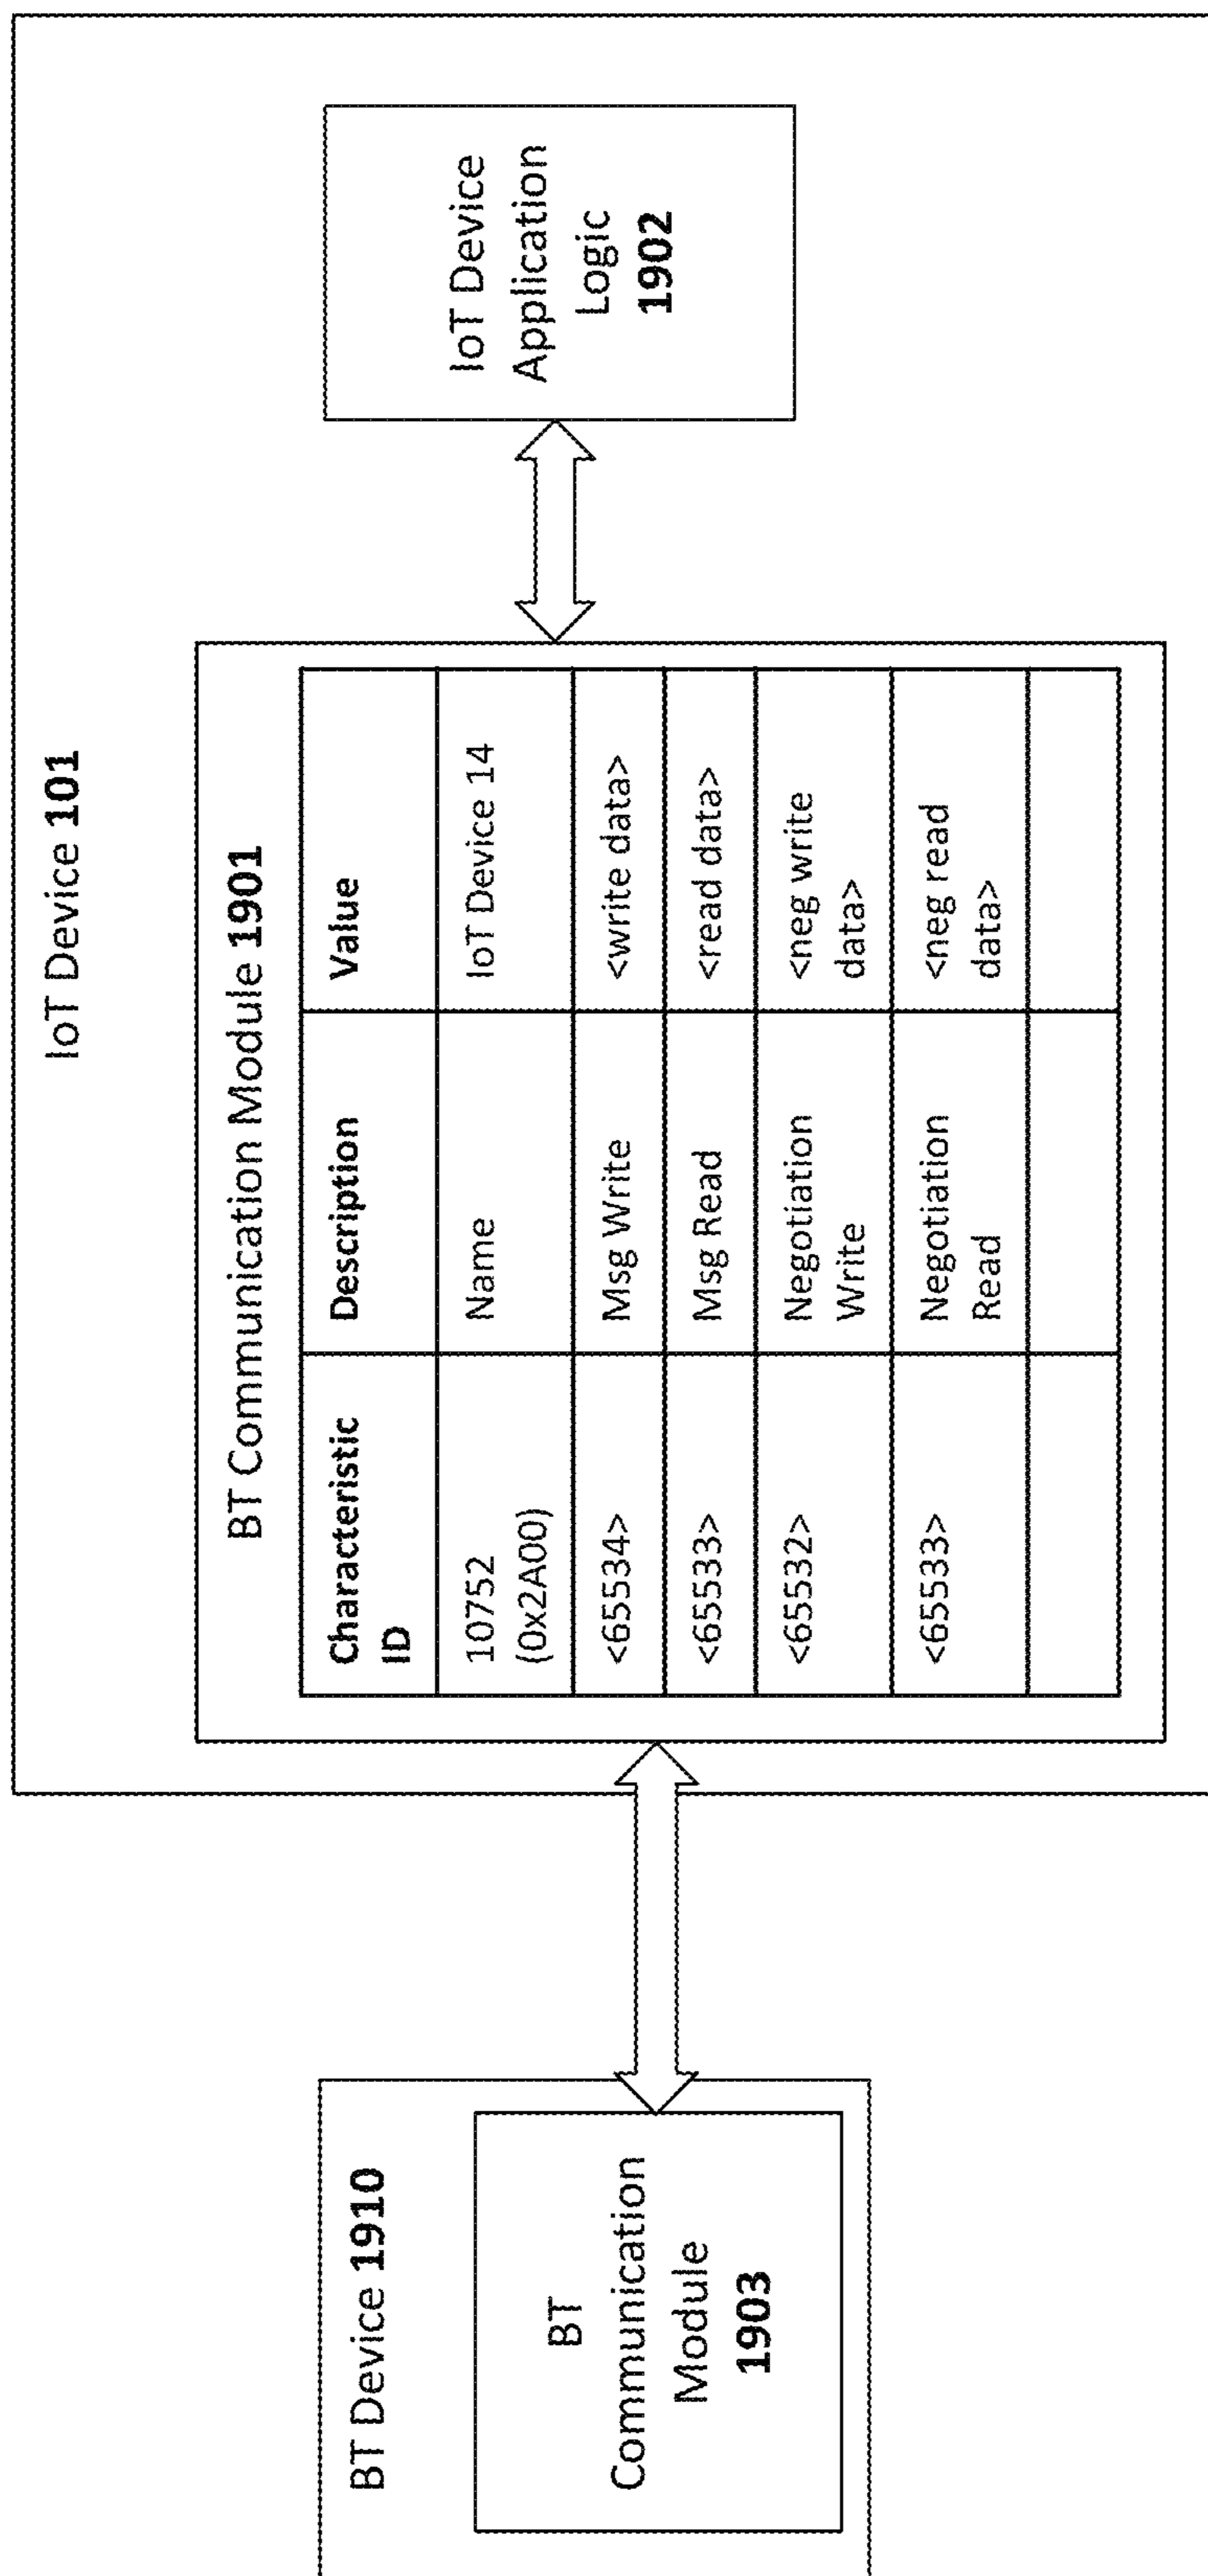 IoT Device 101
BT Device 1910
BT
Communication
Module
1903
BT Communication Module 1901
Characteristic
ID
Description
Value
10752
(0x2A00)
Name
IoT Device 14
<65534>
Msg Write
<write data>
<65533>
Msg Read
<read data>
<65532>
Negotiation
Write
<neg write
data>
<65533>
Negotiation
Read
<neg read
data>
IoT Device
Application
Logic
1902